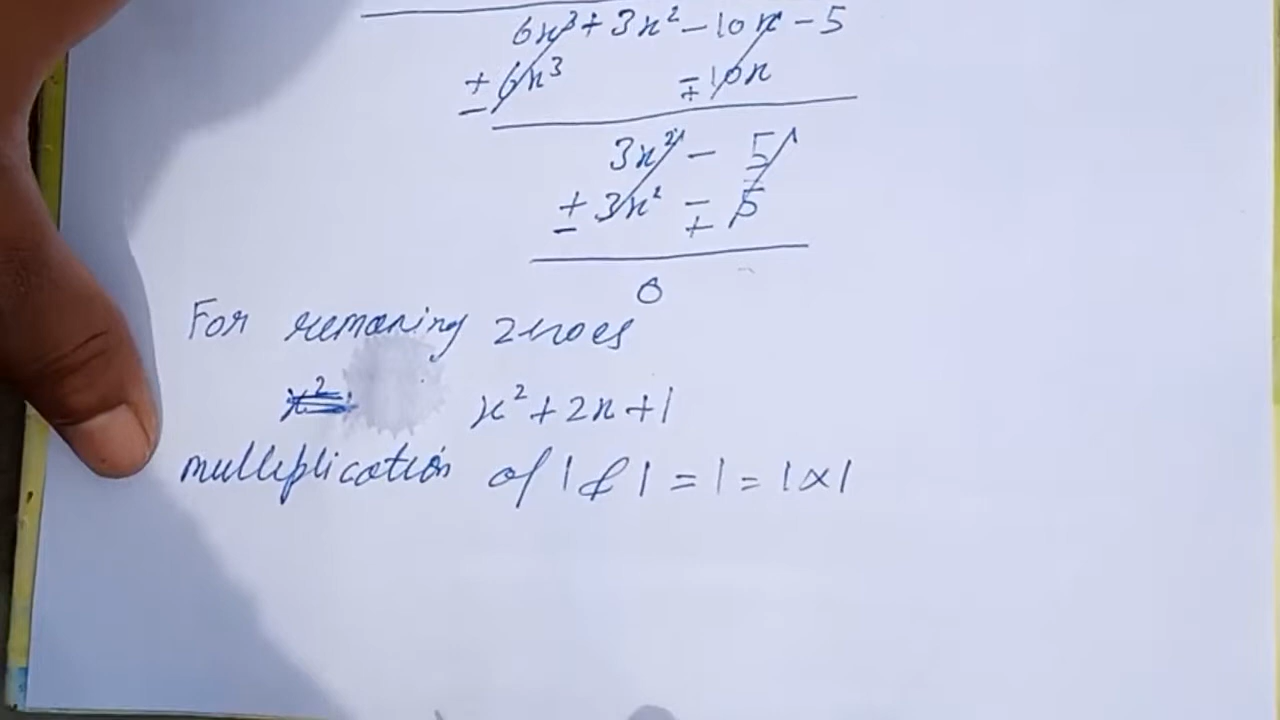 6x³ + 3x² - 10x - 5
± 6x³ ∓ 10x
3x² - 5
± 3x² ∓ 5
0
For remaning zeroes
x² + 2x + 1
multiplication of 1 & 1 = 1 = 1 × 1